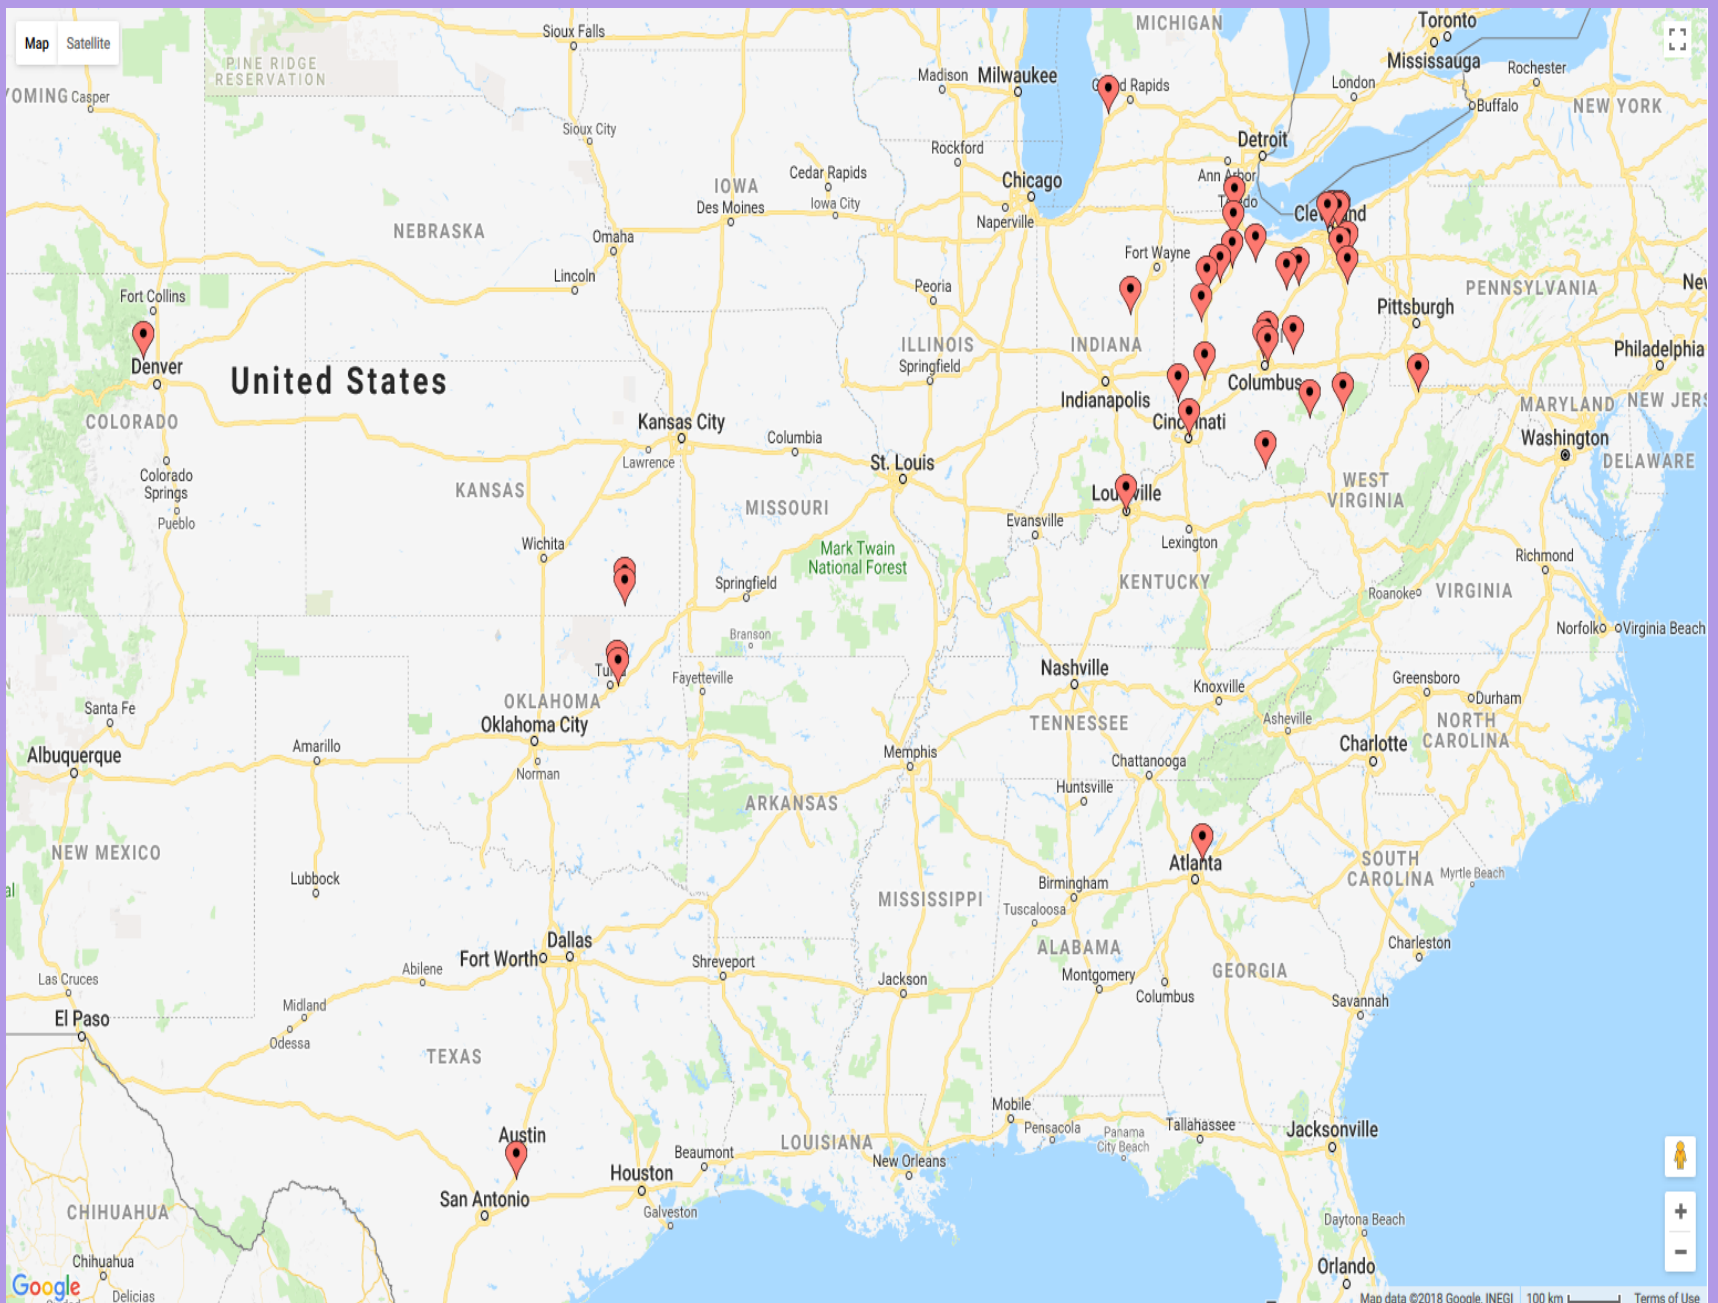 Map Satellite
Sioux Falls
MICHIGAN
Toronto
Mississauga
PINE RIDGE
RESERVATION
Madison
Milwaukee
Rapids
London
Rochester
Buffalo
NEW YORK
Casper
Sioux City
Rockford
Detroit
Cedar Rapids
Chicago
Ann Arbor
IOWA
Des Moines
Iowa City
Naperville
NEBRASKA
Omaha
Fort Wayne
Lincoln
Peoria
Fort Collins
PENNSYLVANIA
Pittsburgh
ILLINOIS
INDIANA
Denver
United States
Springfield
Philadelphia
Columbus
Indianapolis
MARYLAND
NEW JERS
COLORADO
Kansas City
Columbia
Washington
Lawrence
St. Louis
DELAWARE
Colorado
Springs
KANSAS
WEST
VIRGINIA
MISSOURI
Pueblo
Evansville
Lexington
Wichita
Mark Twain
National Forest
Richmond
Springfield
KENTUCKY
Roanoke
VIRGINIA
Branson
Norfolk
Virginia Beach
Nashville
Fayetteville
Knoxville
Greensboro
Durham
OKLAHOMA
Oklahoma City
Santa Fe
TENNESSEE
Asheville
NORTH
CAROLINA
Albuquerque
Amarillo
Memphis
Charlotte
Chattanooga
Norman
Huntsville
ARKANSAS
NEW MEXICO
Atlanta
SOUTH
CAROLINA
Myrtle Beach
Lubbock
Birmingham
MISSISSIPPI
Tuscaloosa
Dallas
Fort Worth
ALABAMA
Charleston
Abilene
Shreveport
Jackson
Montgomery
GEORGIA
Las Cruces
Columbus
Savannah
Midland
El Paso
Odessa
TEXAS
Mobile
Pensacola
Panama
City Beach
Tallahassee
Jacksonville
Austin
LOUISIANA
Beaumont
New Orleans
Houston
San Antonio
Galveston
CHIHUAHUA
Daytona Beach
Chihuahua
Orlando
Google
Delicias
Map data ©2018 Google, INEGI 100 km Terms of Use